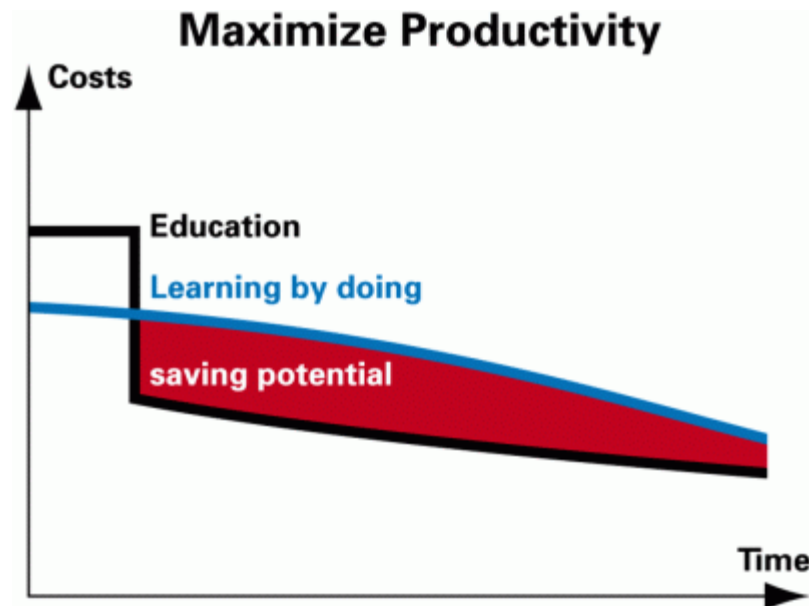 Maximize Productivity
Costs
Education
Learning by doing
saving potential
Time